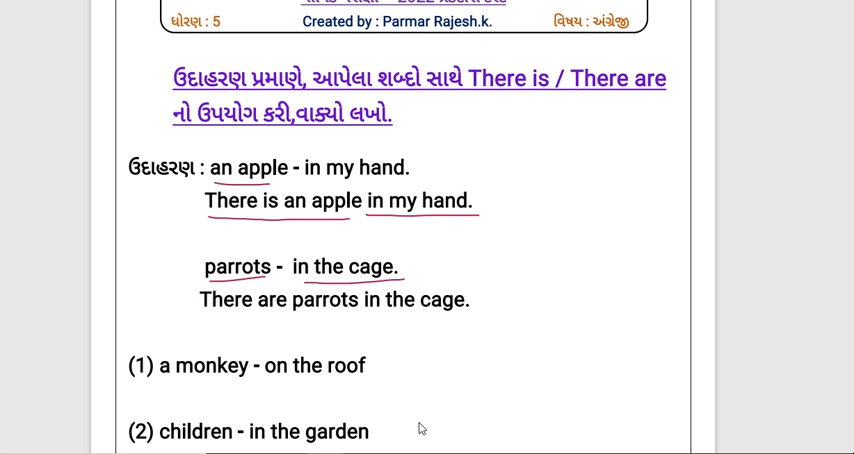 ધોરણ : 5 Created by : Parmar Rajesh.k. વિષય : અંગ્રેજી
ઉદાહરણ પ્રમાણે, આપેલા શબ્દો સાથે There is / There are
નો ઉપયોગ કરી,વાક્યો લખો.
ઉદાહરણ : an apple - in my hand.
There is an apple in my hand.
parrots - in the cage.
There are parrots in the cage.
(1) a monkey - on the roof
(2) children - in the garden